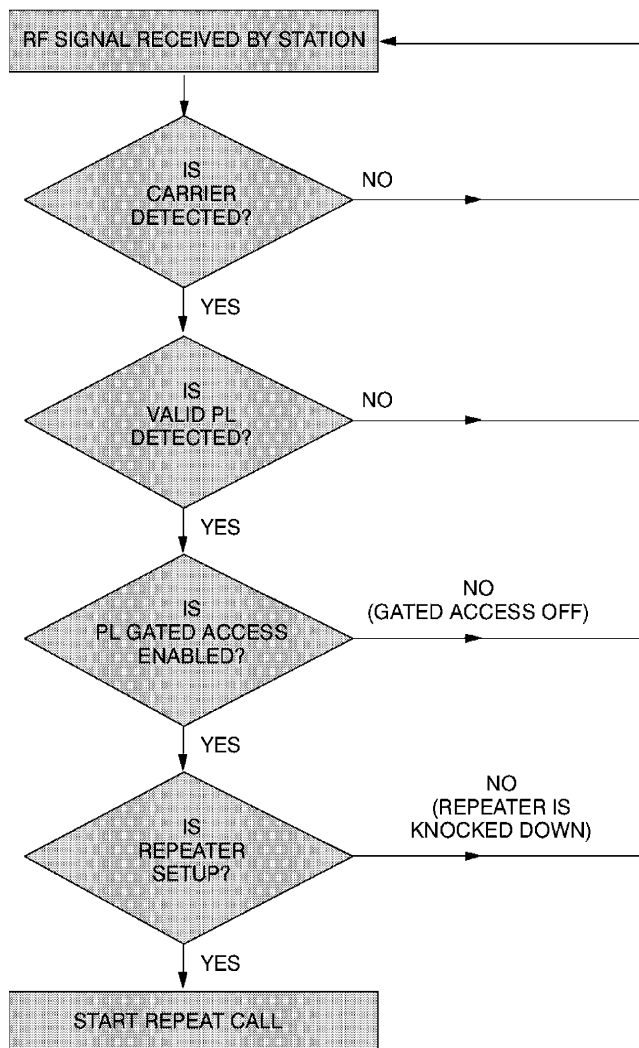 RF SIGNAL RECEIVED BY STATION
IS
CARRIER
DETECTED?
NO
YES
IS
VALID PL
DETECTED?
NO
YES
IS
PL GATED ACCESS
ENABLED?
NO
(GATED ACCESS OFF)
YES
IS
REPEATER
SETUP?
NO
(REPEATER IS
KNOCKED DOWN)
YES
START REPEAT CALL